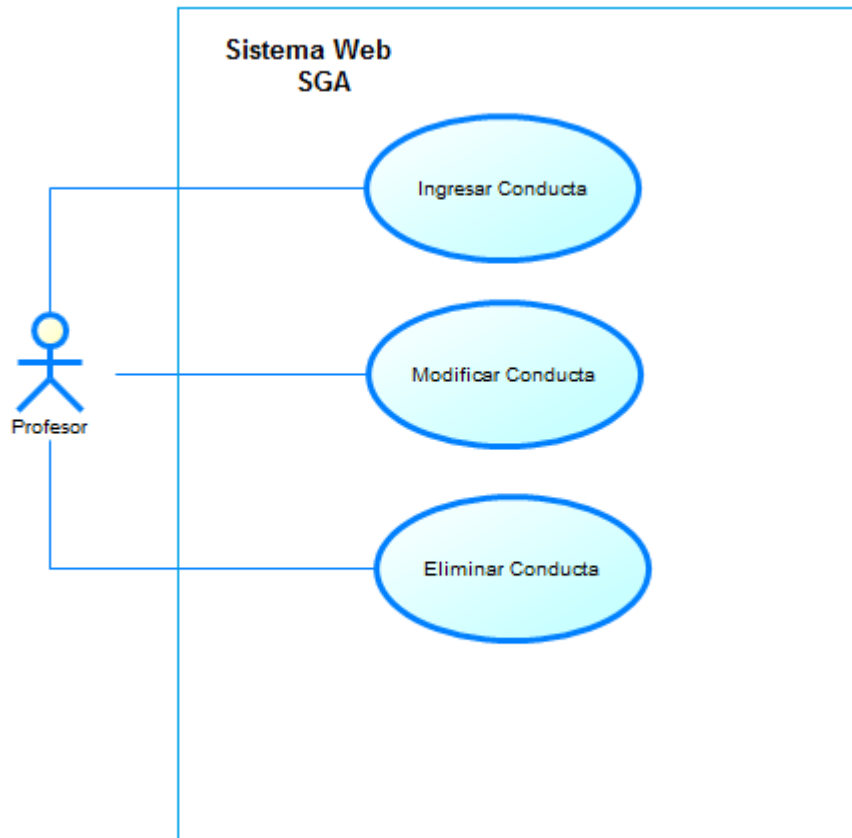 Sistema Web
SGA
Ingresar Conducta
Modificar Conducta
Profesor
Eliminar Conducta